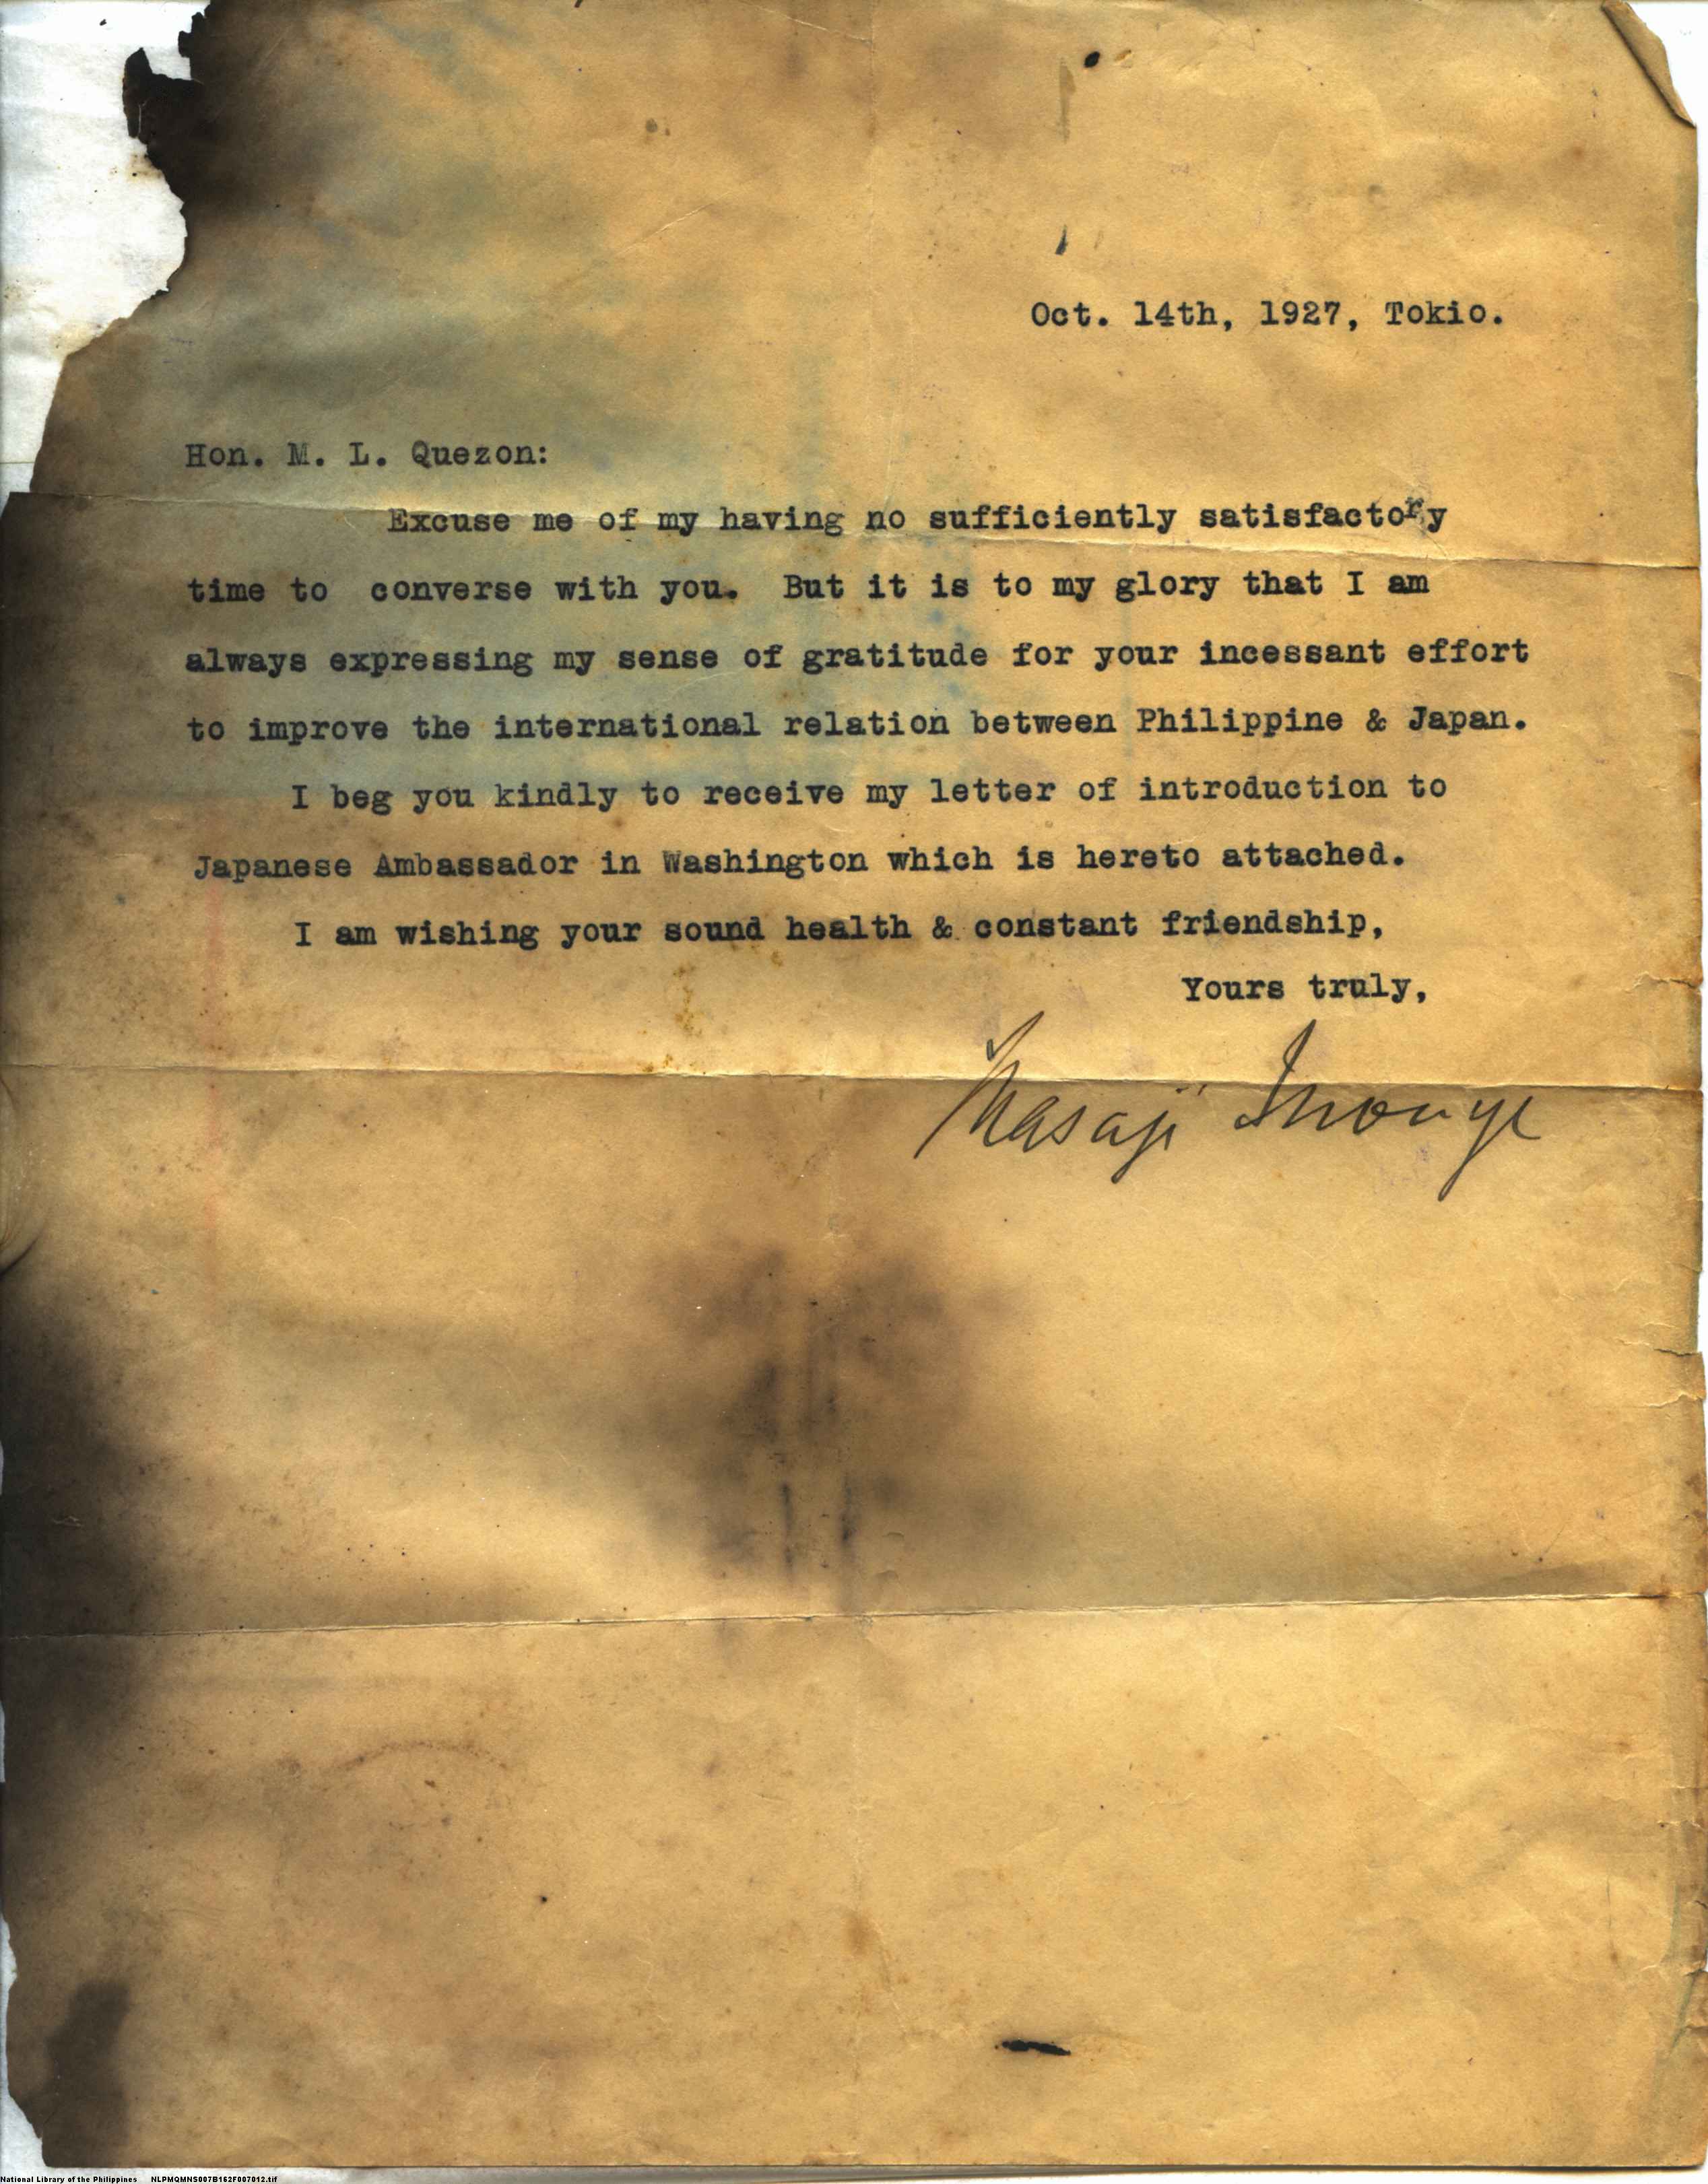 Oct. 14th, 1927, Tokio.
Hon. M. L. Quezon:
Excuse me of my having no sufficiently satisfactory
time to converse with you. But it is to my glory that I am
always expressing my sense of gratitude for your incessant effort
to improve the international relation between Philippine & Japan.
I beg you kindly to receive my letter of introduction to
Japanese Ambassador in Washington which is hereto attached.
I am wishing your sound health & constant friendship,
Yours truly,
Masaji Inouye
National Library of the Philippines NLPMQMNS007B162F007012.tif